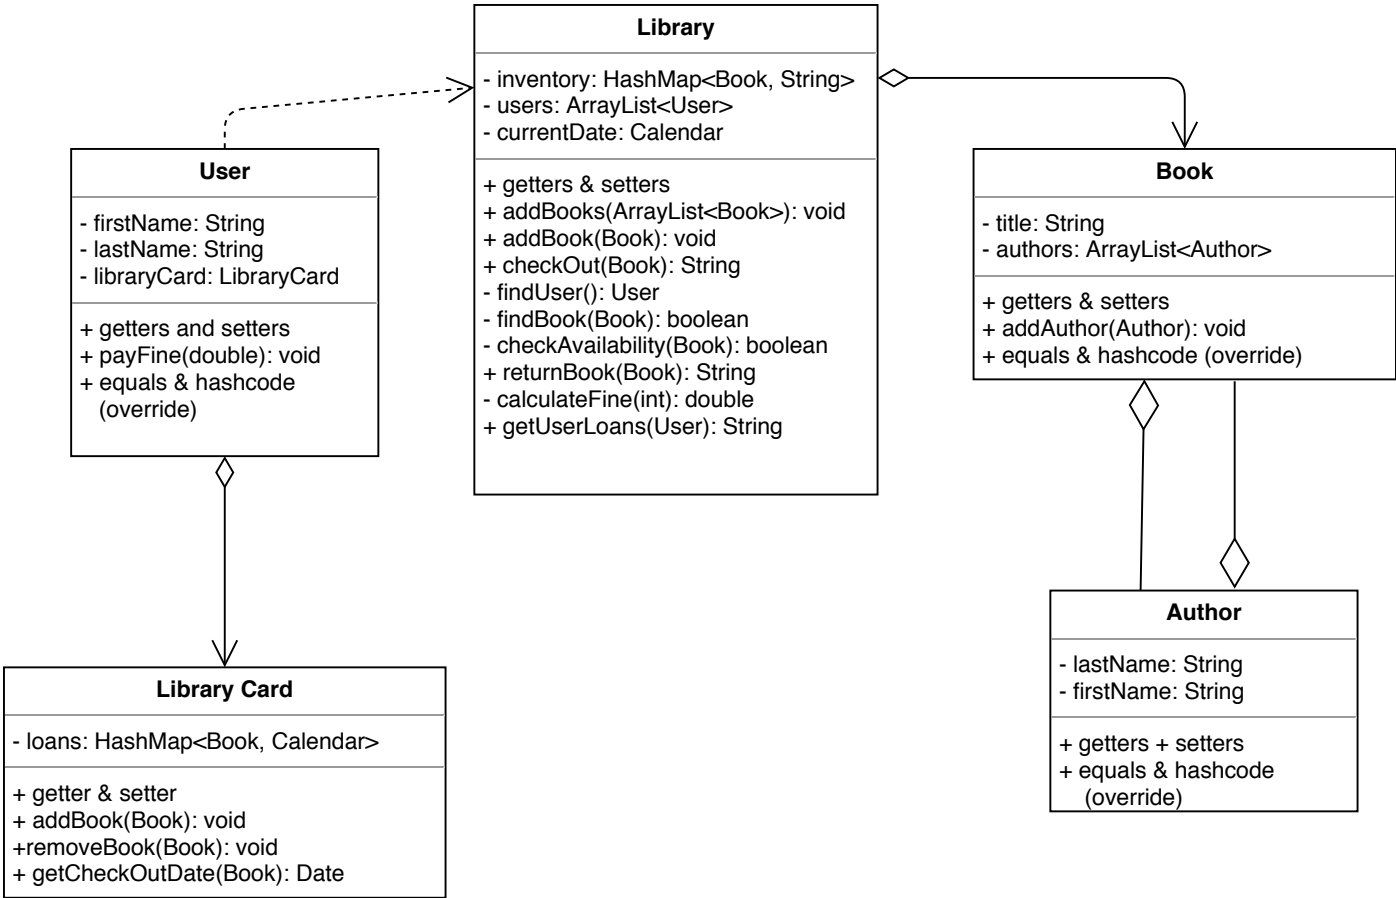 Library
- inventory: HashMap<Book, String>
- users: ArrayList<User>
- currentDate: Calendar
+ getters & setters
+ addBooks(ArrayList<Book>): void
+ addBook(Book): void
+ checkOut(Book): String
- findUser(): User
- findBook(Book): boolean
- checkAvailability(Book): boolean
+ returnBook(Book): String
- calculateFine(int): double
+ getUserLoans(User): String
User
- firstName: String
- lastName: String
- libraryCard: LibraryCard
+ getters and setters
+ payFine(double): void
+ equals & hashcode
(override)
Book
- title: String
- authors: ArrayList<Author>
+ getters & setters
+ addAuthor(Author): void
+ equals & hashcode (override)
Library Card
- loans: HashMap<Book, Calendar>
+ getter & setter
+ addBook(Book): void
+removeBook(Book): void
+ getCheckOutDate(Book): Date
Author
- lastName: String
- firstName: String
+ getters + setters
+ equals & hashcode
(override)